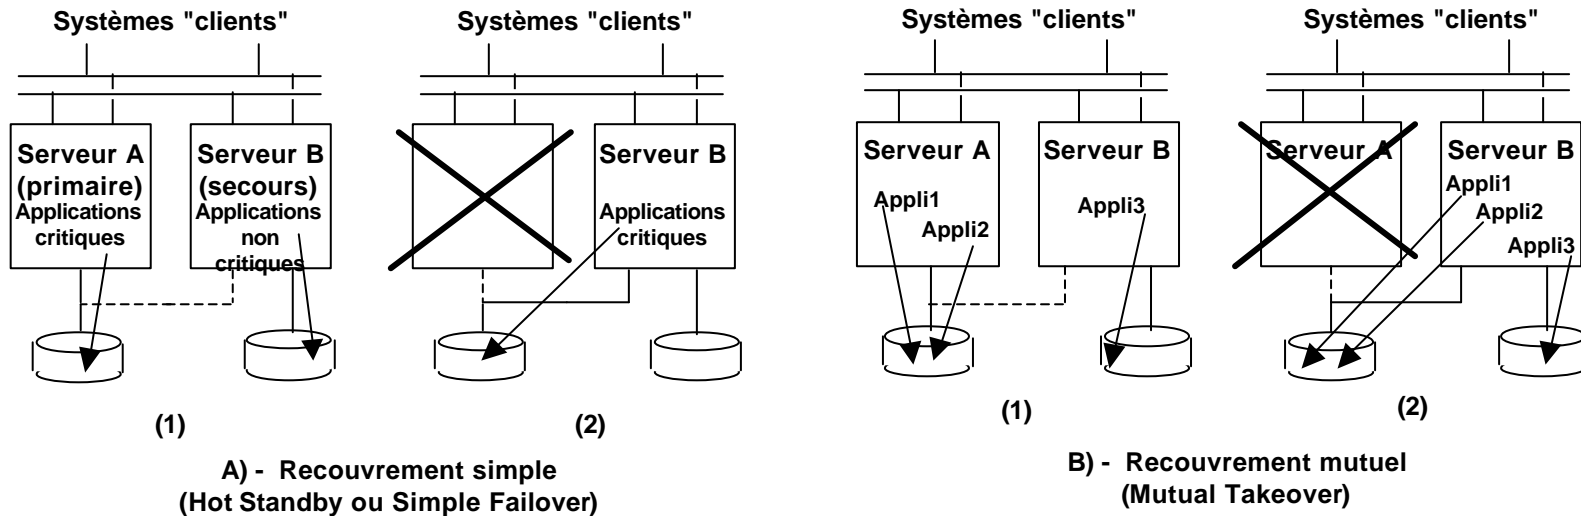 Systèmes "clients"
Serveur A
(primaire)
Applications
critiques
Serveur B
(secours)
Applications
non
critiques
(1)
Systèmes "clients"
Serveur B
Applications
critiques
(2)
A) - Recouvrement simple
(Hot Standby ou Simple Failover)
Systèmes "clients"
Serveur A
Appli1
Appli2
Serveur B
Appli3
(1)
Systèmes "clients"
Serveur A
Serveur B
Appli1
Appli2
Appli3
(2)
B) - Recouvrement mutuel
(Mutual Takeover)